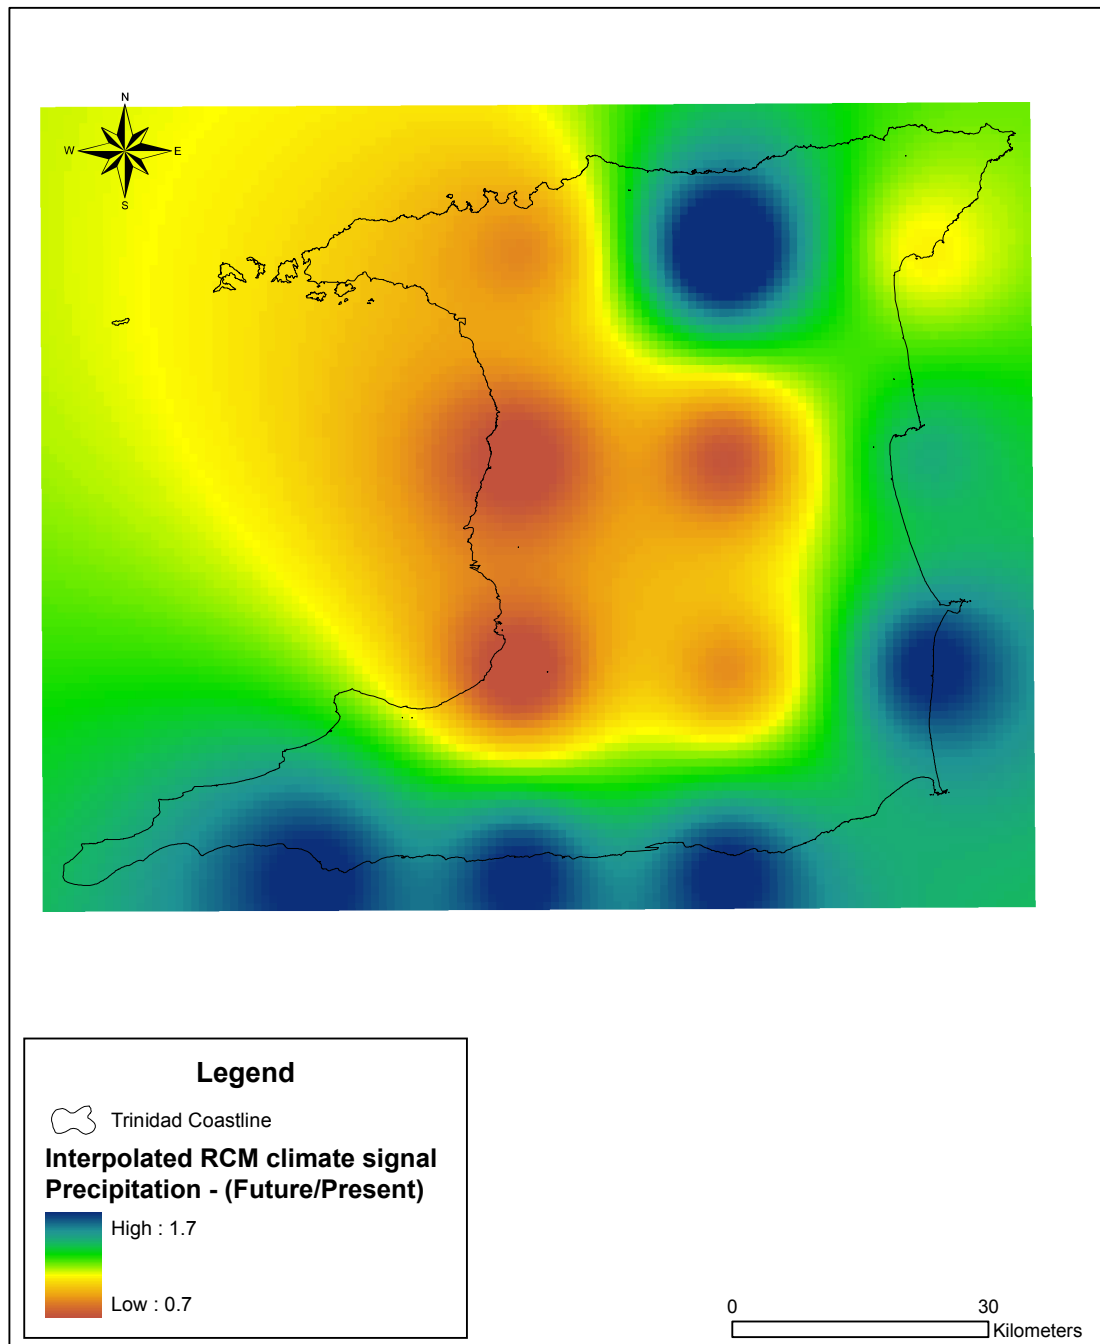 N
W E
S
Legend
Trinidad Coastline
Interpolated RCM climate signal
Precipitation - (Future/Present)
High : 1.7
Low : 0.7
0 30
Kilometers